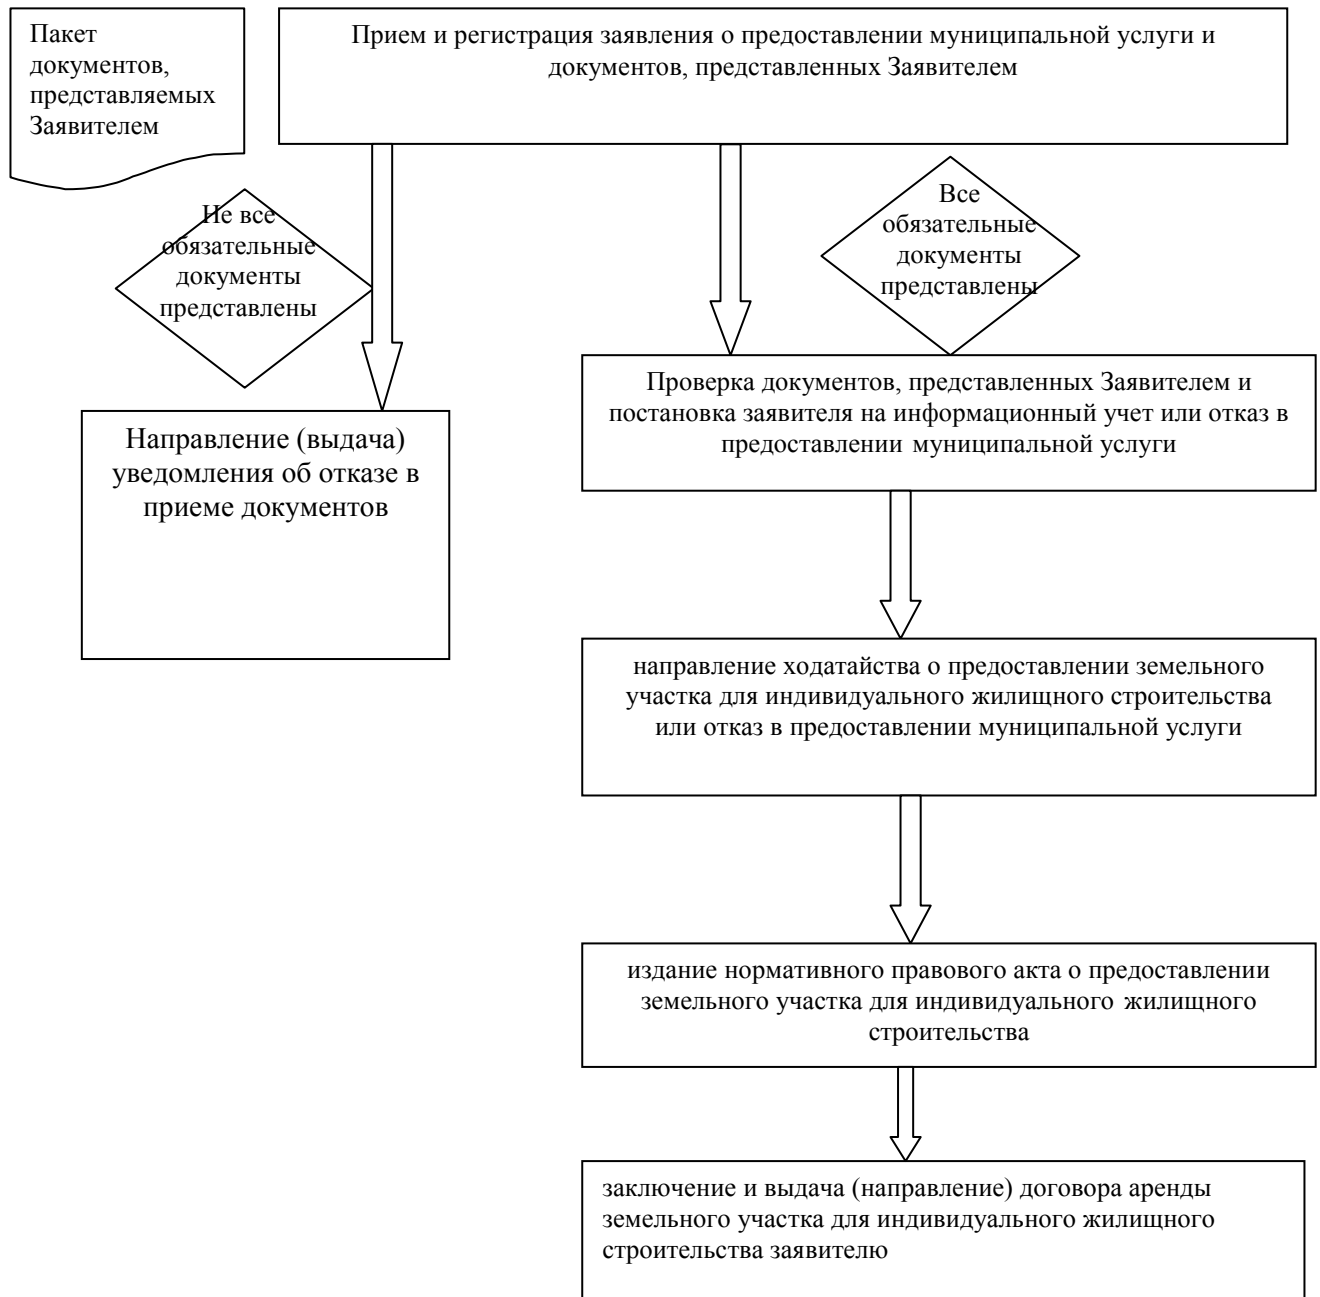 Пакет
документов,
представляемых
Заявителем
Прием и регистрация заявления о предоставлении муниципальной услуги и
документов, представленных Заявителем
Не все
обязательные
документы
представлены
Все
обязательные
документы
представлены
Проверка документов, представленных Заявителем и
постановка заявителя на информационный учет или отказ в
предоставлении муниципальной услуги
Направление (выдача)
уведомления об отказе в
приеме документов
направление ходатайства о предоставлении земельного
участка для индивидуального жилищного строительства
или отказ в предоставлении муниципальной услуги
издание нормативного правового акта о предоставлении
земельного участка для индивидуального жилищного
строительства
заключение и выдача (направление) договора аренды
земельного участка для индивидуального жилищного
строительства заявителю